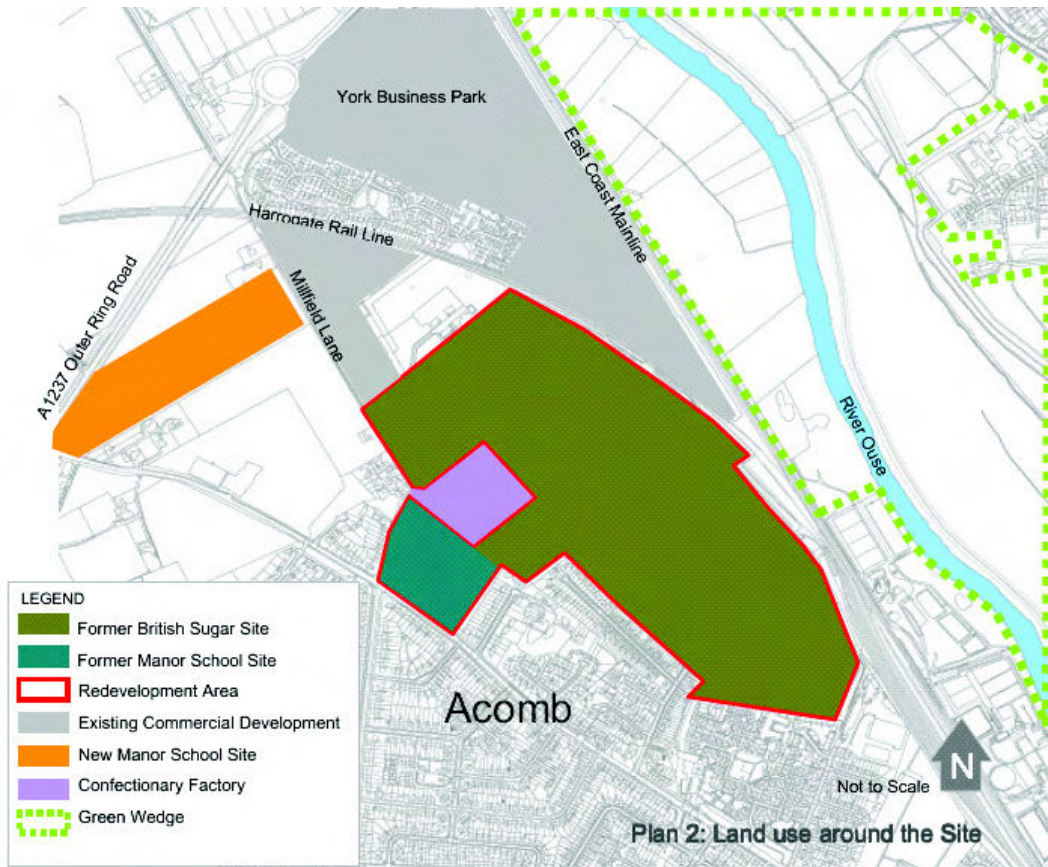 York Business Park
East Coast Mainline
Harrogate Rail Line
A1237 Outer Ring Road
Millfield Lane
River Ouse
LEGEND
Former British Sugar Site
Former Manor School Site
Redevelopment Area
Existing Commercial Development
New Manor School Site
Confectionary Factory
Green Wedge
Acomb
N
Not to Scale
Plan 2: Land use around the Site